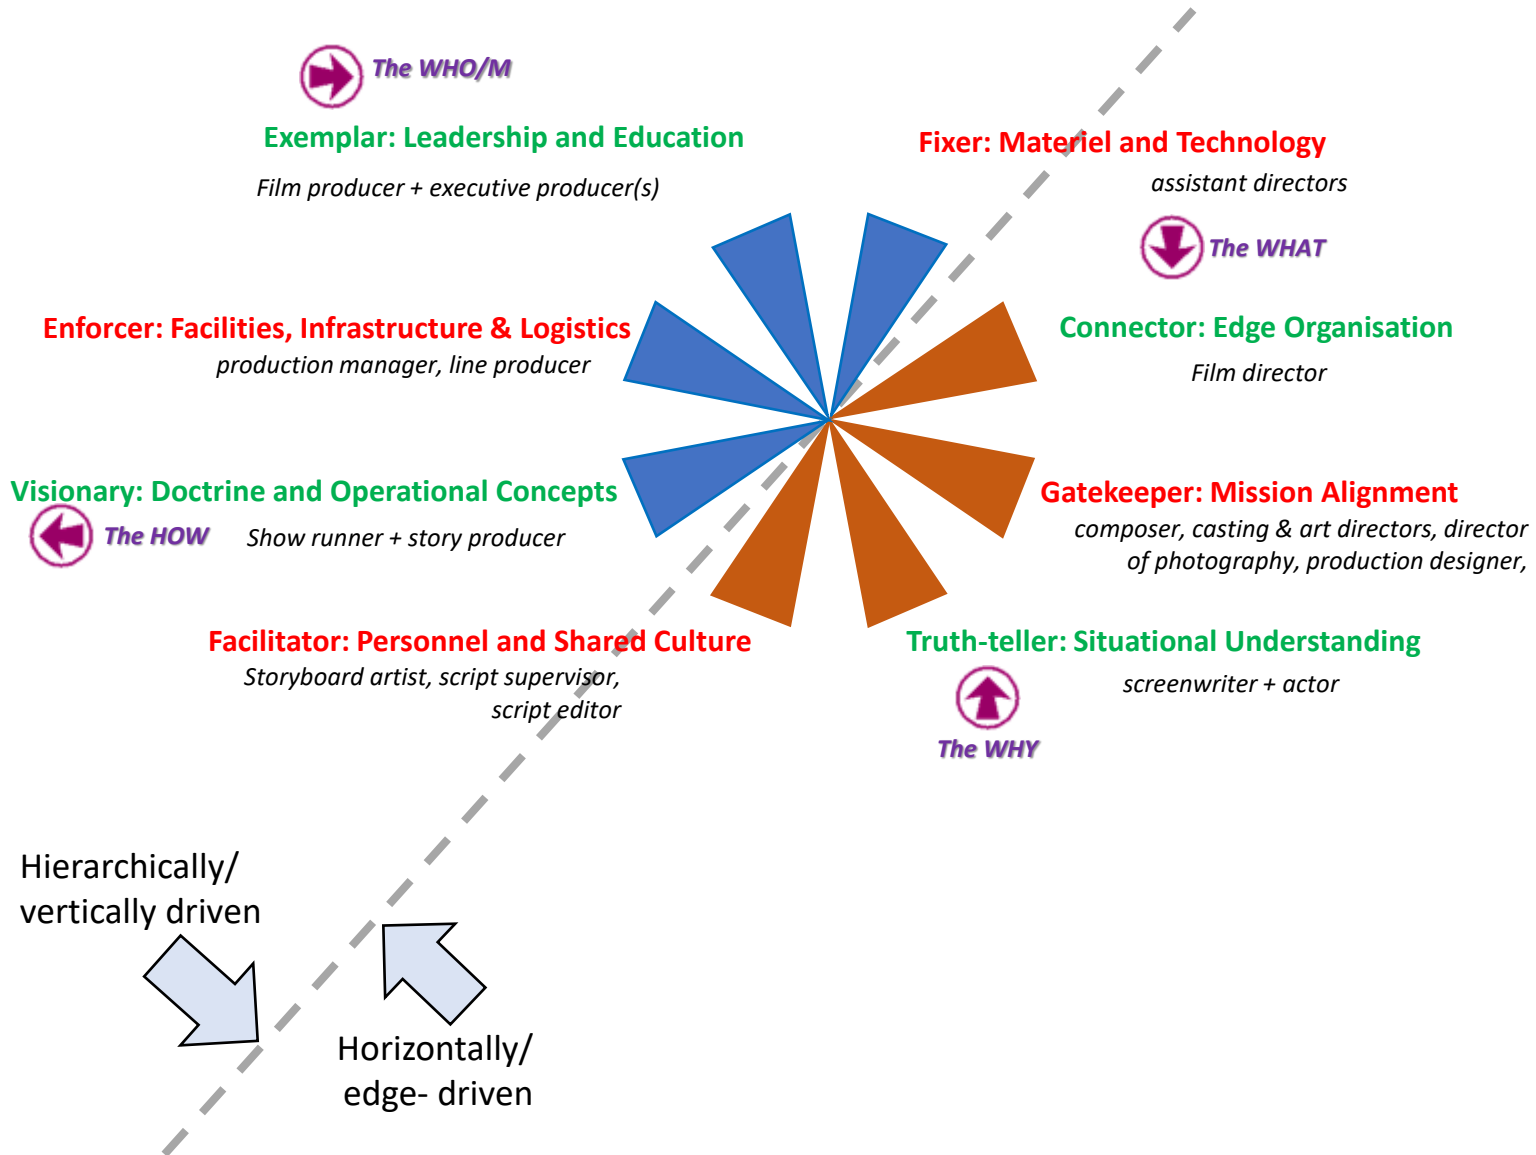 The WHO/M
Exemplar: Leadership and Education
Film producer + executive producer(s)
Fixer: Materiel and Technology
assistant directors
The WHAT
Enforcer: Facilities, Infrastructure & Logistics
production manager, line producer
Connector: Edge Organisation
Film director
Visionary: Doctrine and Operational Concepts
The HOW
Show runner + story producer
Gatekeeper: Mission Alignment
composer, casting & art directors, director
of photography, production designer,
Facilitator: Personnel and Shared Culture
Storyboard artist, script supervisor,
script editor
Truth-teller: Situational Understanding
screenwriter + actor
The WHY
Hierarchically/
vertically driven
Horizontally/
edge- driven